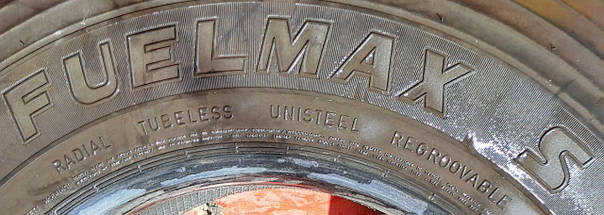 FUELMAX S
RADIAL TUBELESS UNISTEEL REGROOVABLE